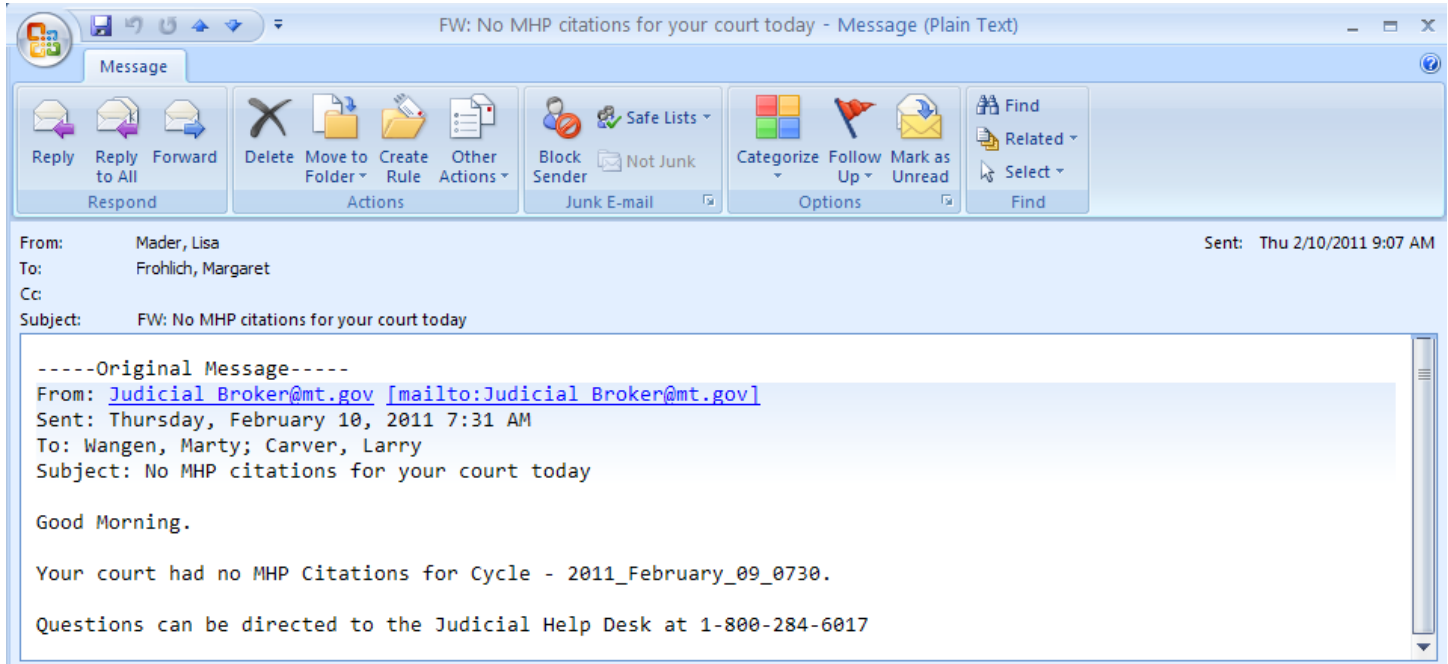 FW: No MHP citations for your court today - Message (Plain Text)
Message
Reply Reply to All Forward
Respond
Delete Move to Folder Create Rule Other Actions
Actions
Block Sender Safe Lists Not Junk
Junk E-mail
Categorize Follow Up Mark as Unread
Options
Find Related Select
Find
From: Mader, Lisa Sent: Thu 2/10/2011 9:07 AM
To: Frohlich, Margaret
Cc:
Subject: FW: No MHP citations for your court today
-----Original Message-----
From: Judicial Broker@mt.gov [mailto:Judicial Broker@mt.gov]
Sent: Thursday, February 10, 2011 7:31 AM
To: Wangen, Marty; Carver, Larry
Subject: No MHP citations for your court today
Good Morning.
Your court had no MHP Citations for Cycle - 2011_February_09_0730.
Questions can be directed to the Judicial Help Desk at 1-800-284-6017